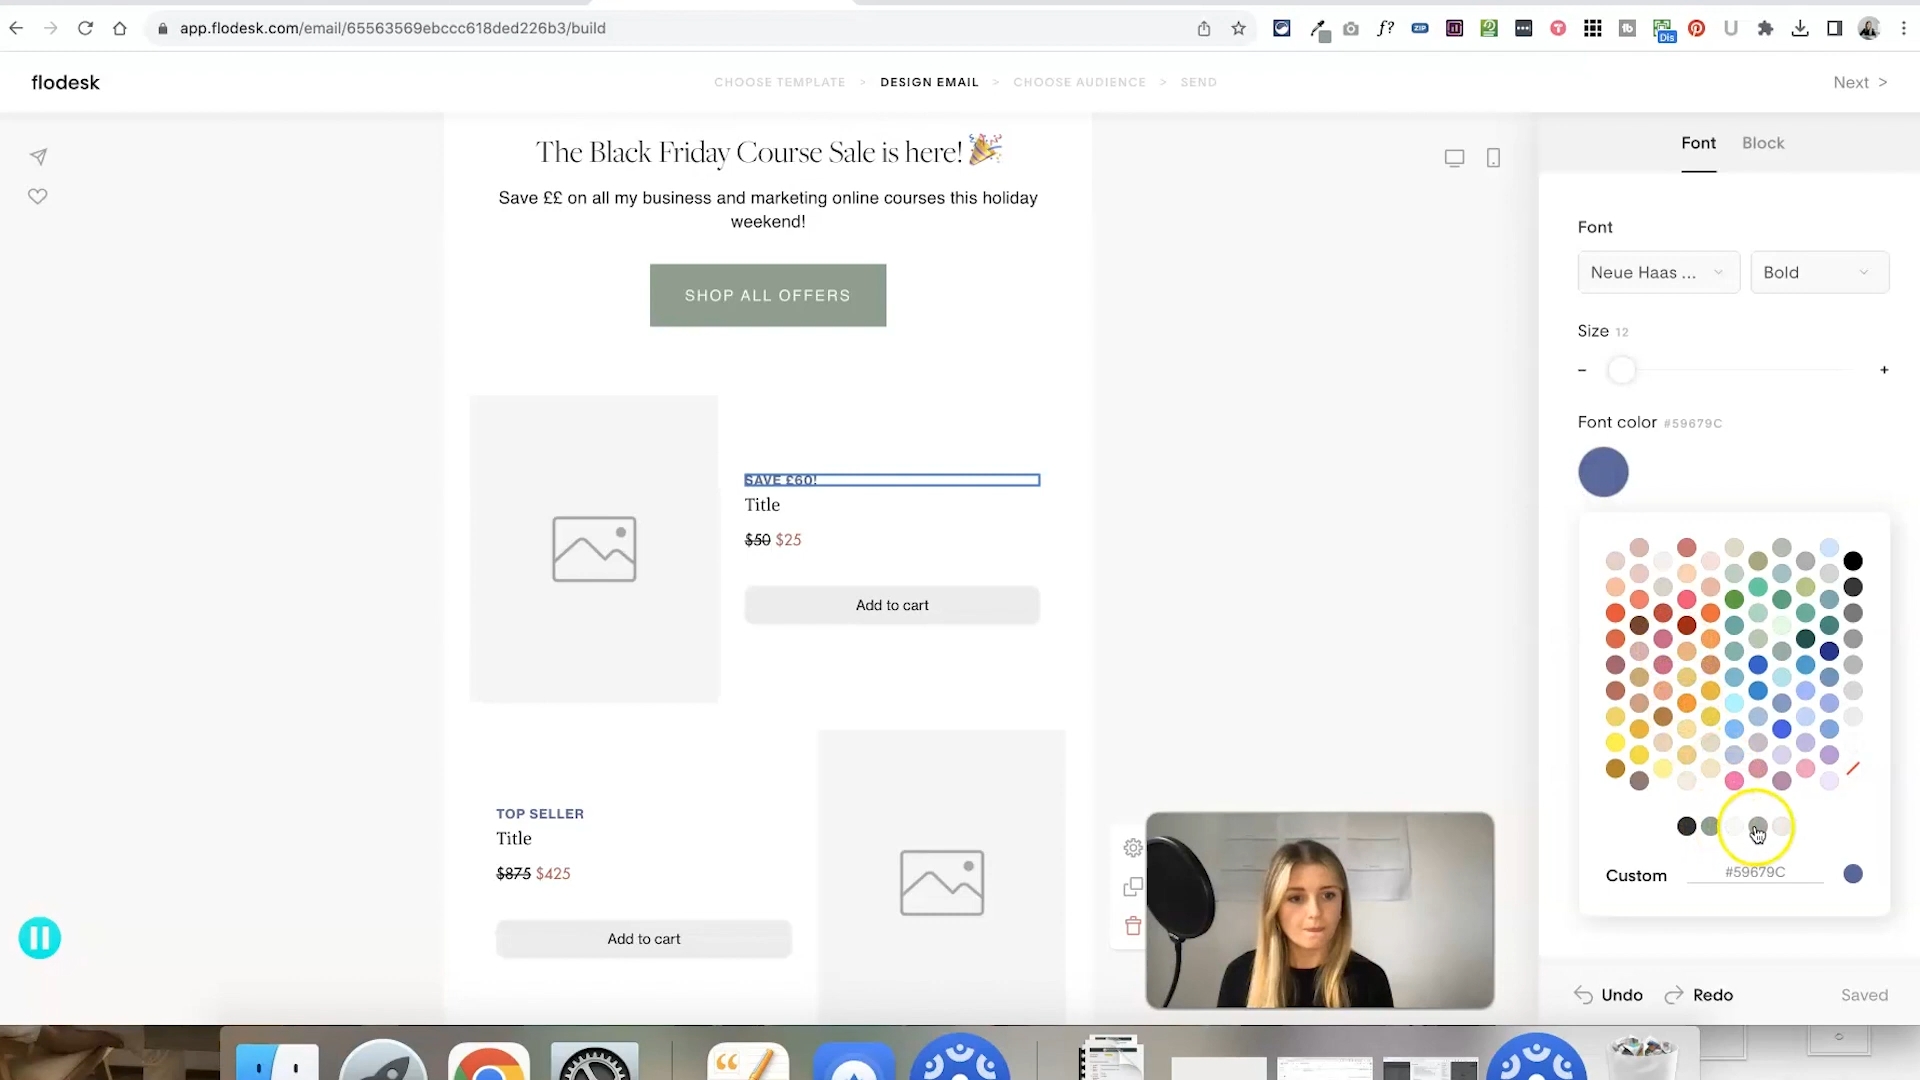 app.flodesk.com/email/65563569ebccc618ded226b3/build
f?
ZIP
Dis
flodesk
CHOOSE TEMPLATE > DESIGN EMAIL > CHOOSE AUDIENCE > SEND
Next >
The Black Friday Course Sale is here! 🎉
Save ££ on all my business and marketing online courses this holiday
weekend!
SHOP ALL OFFERS
SAVE £60!
Title
$50 $25
Add to cart
TOP SELLER
Title
$875 $425
Add to cart
Font Block
Font
Neue Haas ... Bold
Size 12
- +
Font color #59679C
Custom #59679C
Undo Redo Saved